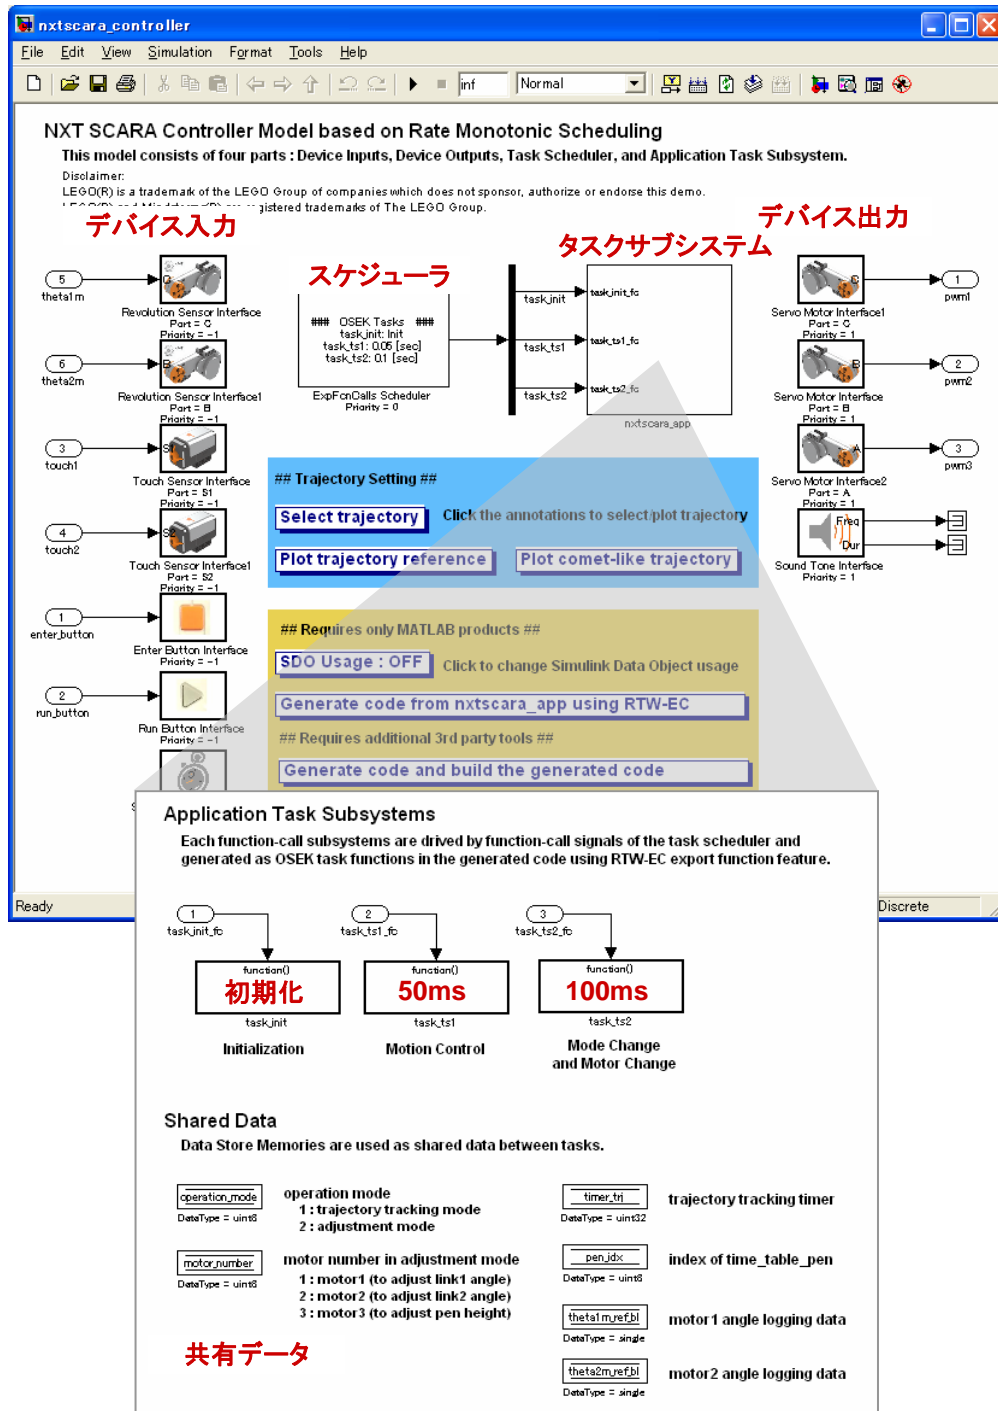 nxtscara_controller
File Edit View Simulation Format Tools Help
inf Normal
NXT SCARA Controller Model based on Rate Monotonic Scheduling
This model consists of four parts : Device Inputs, Device Outputs, Task Scheduler, and Application Task Subsystem.
Disclaimer:
LEGO(R) is a trademark of the LEGO Group of companies which does not sponsor, authorize or endorse this demo.
LEGO(R) and Mindstorms(R) are registered trademarks of The LEGO Group.
デバイス入力
デバイス出力
タスクサブシステム
スケジューラ
5
theta1m
C
Revolution Sensor Interface
Port = C
Priority = -1
6
theta2m
B
Revolution Sensor Interface1
Port = B
Priority = -1
3
touch1
S1
Touch Sensor Interface
Port = S1
Priority = -1
4
touch2
S2
Touch Sensor Interface1
Port = S2
Priority = -1
1
enter_button
Enter Button Interface
Priority = -1
2
run_button
Run Button Interface
Priority = -1
### OSEK Tasks ###
task_init: Init
task_ts1: 0.05 [sec]
task_ts2: 0.1 [sec]
ExpFcnCalls Scheduler
Priority = 0
task_init
task_ts1
task_ts2
task_init_fc
task_ts1_fc
task_ts2_fc
nxtscara_app
C
1
pwm1
Servo Motor Interface1
Port = C
Priority = 1
B
2
pwm2
Servo Motor Interface
Port = B
Priority = 1
A
3
pwm3
Servo Motor Interface2
Port = A
Priority = 1
Freq
Dur
Sound Tone Interface
Priority = 1
## Trajectory Setting ##
Select trajectory Click the annotations to select/plot trajectory
Plot trajectory reference Plot comet-like trajectory
## Requires only MATLAB products ##
SDO Usage : OFF Click to change Simulink Data Object usage
Generate code from nxtscara_app using RTW-EC
## Requires additional 3rd party tools ##
Generate code and build the generated code
Ready
Discrete
Application Task Subsystems
Each function-call subsystems are drived by function-call signals of the task scheduler and
generated as OSEK task functions in the generated code using RTW-EC export function feature.
1
task_init_fc
2
task_ts1_fc
3
task_ts2_fc
function()
初期化
task_init
Initialization
function()
50ms
task_ts1
Motion Control
function()
100ms
task_ts2
Mode Change
and Motor Change
Shared Data
Data Store Memories are used as shared data between tasks.
operation_mode
DataType = uint8
operation mode
1 : trajectory tracking mode
2 : adjustment mode
motor_number
DataType = uint8
motor number in adjustment mode
1 : motor1 (to adjust link1 angle)
2 : motor2 (to adjust link2 angle)
3 : motor3 (to adjust pen height)
共有データ
timer_trj
DataType = uint32
trajectory tracking timer
pen_idx
DataType = uint8
index of time_table_pen
theta1m_ref_bl
DataType = single
motor1 angle logging data
theta2m_ref_bl
DataType = single
motor2 angle logging data